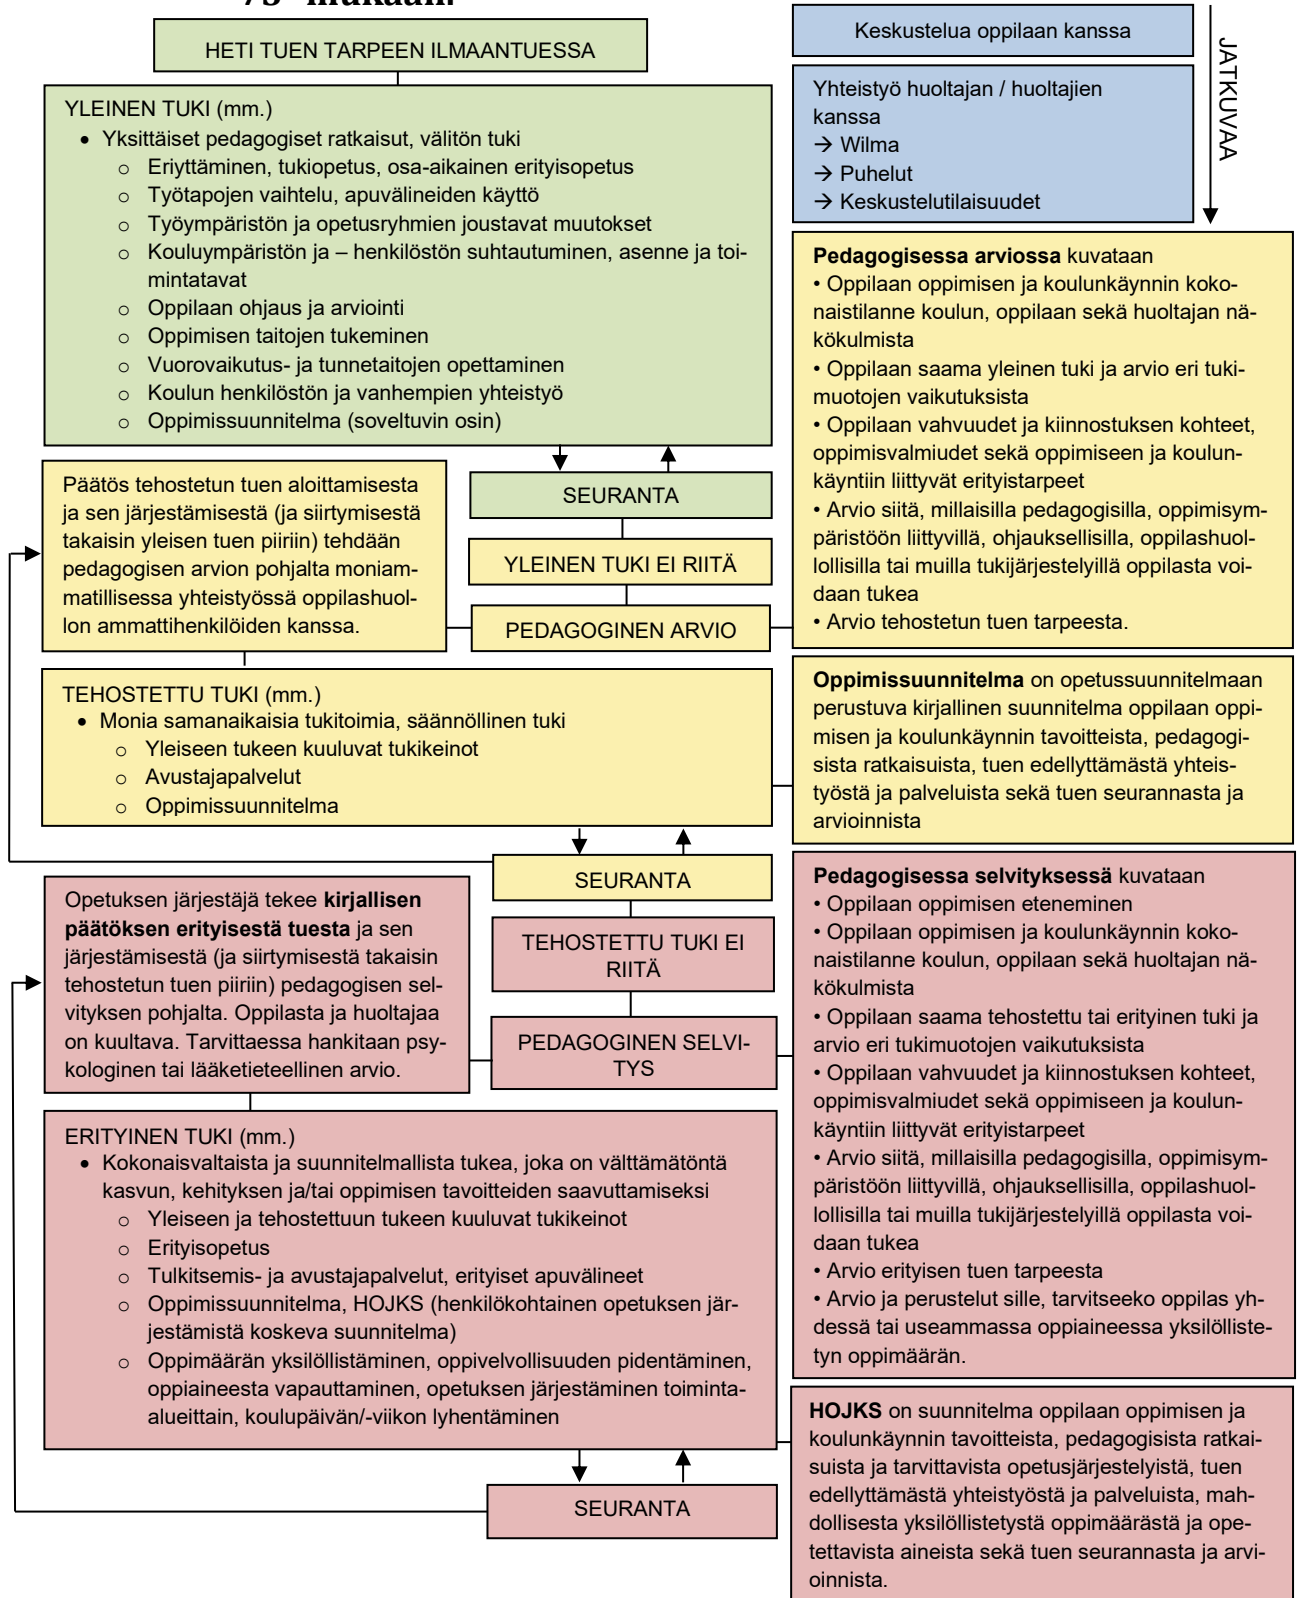 75 mukaan.
HETI TUEN TARPEEN ILMAANTUESSA
Keskustelua oppilaan kanssa
JATKUVAA
Yhteistyö huoltajan / huoltajien
kanssa
→ Wilma
→ Puhelut
→ Keskustelutilaisuudet
YLEINEN TUKI (mm.)
• Yksittäiset pedagogiset ratkaisut, välitön tuki
o Eriyttäminen, tukiopetus, osa-aikainen erityisopetus
o Työtapojen vaihtelu, apuvälineiden käyttö
o Työympäristön ja opetusryhmien joustavat muutokset
o Kouluympäristön ja – henkilöstön suhtautuminen, asenne ja toi-
mintatavat
o Oppilaan ohjaus ja arviointi
o Oppimisen taitojen tukeminen
o Vuorovaikutus- ja tunnetaitojen opettaminen
o Koulun henkilöstön ja vanhempien yhteistyö
o Oppimissuunnitelma (soveltuvin osin)
Pedagogisessa arviossa kuvataan
• Oppilaan oppimisen ja koulunkäynnin koko-
naistilanne koulun, oppilaan sekä huoltajan nä-
kökulmista
• Oppilaan saama yleinen tuki ja arvio eri tuki-
muotojen vaikutuksista
• Oppilaan vahvuudet ja kiinnostuksen kohteet,
oppimisvalmiudet sekä oppimiseen ja koulun-
käyntiin liittyvät erityistarpeet
• Arvio siitä, millaisilla pedagogisilla, oppimisym-
päristöön liittyvillä, ohjauksellisilla, oppilashuol-
lollisilla tai muilla tukijärjestelyillä oppilasta voi-
daan tukea
• Arvio tehostetun tuen tarpeesta.
SEURANTA
YLEINEN TUKI EI RIITÄ
PEDAGOGINEN ARVIO
Päätös tehostetun tuen aloittamisesta
ja sen järjestämisestä (ja siirtymisestä
takaisin yleisen tuen piiriin) tehdään
pedagogisen arvion pohjalta moniam-
matillisessa yhteistyössä oppilashuol-
lon ammattihenkilöiden kanssa.
TEHOSTETTU TUKI (mm.)
• Monia samanaikaisia tukitoimia, säännöllinen tuki
o Yleiseen tukeen kuuluvat tukikeinot
o Avustajapalvelut
o Oppimissuunnitelma
Oppimissuunnitelma on opetussuunnitelmaan
perustuva kirjallinen suunnitelma oppilaan oppi-
misen ja koulunkäynnin tavoitteista, pedagogi-
sista ratkaisuista, tuen edellyttämästä yhteis-
työstä ja palveluista sekä tuen seurannasta ja
arvioinnista
SEURANTA
TEHOSTETTU TUKI EI
RIITÄ
PEDAGOGINEN SELVI-
TYS
Opetuksen järjestäjä tekee kirjallisen
päätöksen erityisestä tuesta ja sen
järjestämisestä (ja siirtymisestä takaisin
tehostetun tuen piiriin) pedagogisen sel-
vityksen pohjalta. Oppilasta ja huoltajaa
on kuultava. Tarvittaessa hankitaan psy-
kologinen tai lääketieteellinen arvio.
Pedagogisessa selvityksessä kuvataan
• Oppilaan oppimisen eteneminen
• Oppilaan oppimisen ja koulunkäynnin koko-
naistilanne koulun, oppilaan sekä huoltajan nä-
kökulmista
• Oppilaan saama tehostettu tai erityinen tuki ja
arvio eri tukimuotojen vaikutuksista
• Oppilaan vahvuudet ja kiinnostuksen kohteet,
oppimisvalmiudet sekä oppimiseen ja koulun-
käyntiin liittyvät erityistarpeet
• Arvio siitä, millaisilla pedagogisilla, oppimisym-
päristöön liittyvillä, ohjauksellisilla, oppilashuol-
lollisilla tai muilla tukijärjestelyillä oppilasta voi-
daan tukea
• Arvio erityisen tuen tarpeesta
• Arvio ja perustelut sille, tarvitseeko oppilas yh-
dessä tai useammassa oppiaineessa yksilölliste-
tyn oppimäärän.
ERITYINEN TUKI (mm.)
• Kokonaisvaltaista ja suunnitelmallista tukea, joka on välttämätöntä
kasvun, kehityksen ja/tai oppimisen tavoitteiden saavuttamiseksi
o Yleiseen ja tehostettuun tukeen kuuluvat tukikeinot
o Erityisopetus
o Tulkitsemis- ja avustajapalvelut, erityiset apuvälineet
o Oppimissuunnitelma, HOJKS (henkilökohtainen opetuksen jär-
jestämistä koskeva suunnitelma)
o Oppimäärän yksilöllistäminen, oppivelvollisuuden pidentäminen,
oppiaineesta vapauttaminen, opetuksen järjestäminen toiminta-
alueittain, koulupäivän/-viikon lyhentäminen
SEURANTA
HOJKS on suunnitelma oppilaan oppimisen ja
koulunkäynnin tavoitteista, pedagogisista ratkai-
suista ja tarvittavista opetusjärjestelyistä, tuen
edellyttämästä yhteistyöstä ja palveluista, mah-
dollisesta yksilöllistetystä oppimäärästä ja ope-
tettavista aineista sekä tuen seurannasta ja arvi-
oinnista.